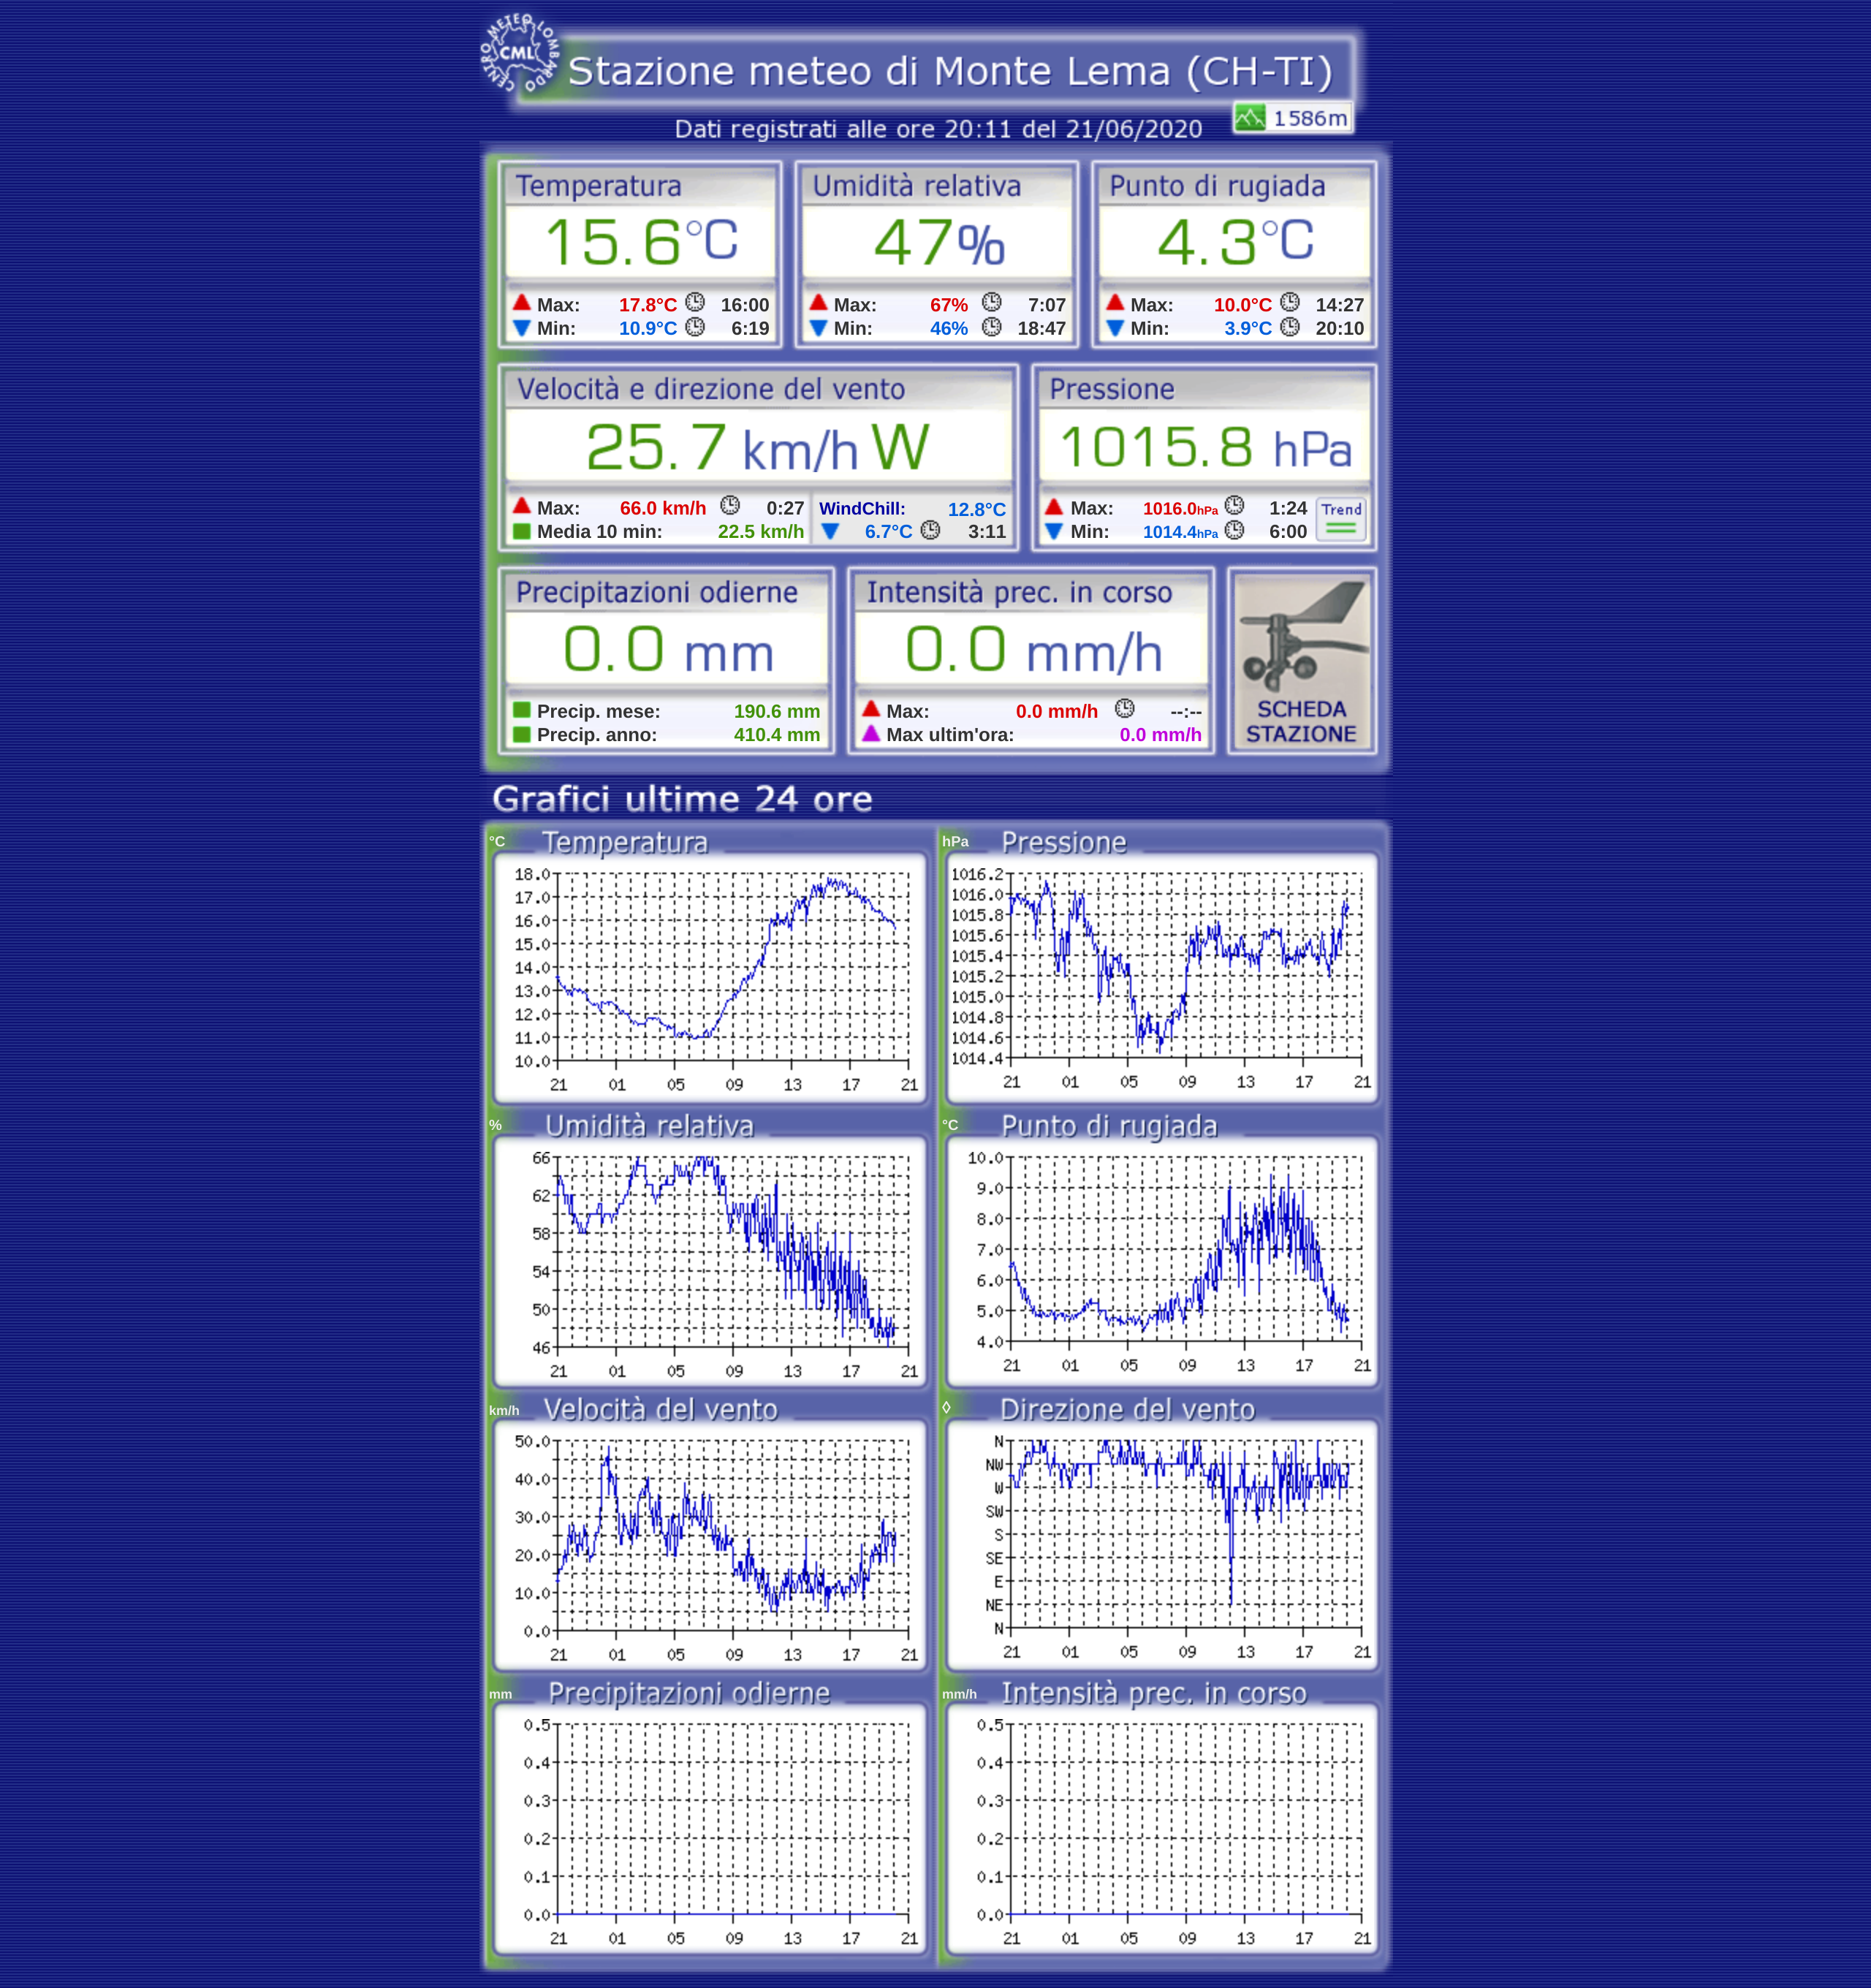 CENTRO METEO LOMBARDO
CML
Stazione meteo di Monte Lema (CH-TI)
1586m
Dati registrati alle ore 20:11 del 21/06/2020
Temperatura
15.6°C
Max: 17.8°C 16:00
Min: 10.9°C 6:19
Umidità relativa
47%
Max: 67% 7:07
Min: 46% 18:47
Punto di rugiada
4.3°C
Max: 10.0°C 14:27
Min: 3.9°C 20:10
Velocità e direzione del vento
25.7 km/h W
Max: 66.0 km/h 0:27
Media 10 min: 22.5 km/h
WindChill: 12.8°C
6.7°C 3:11
Pressione
1015.8 hPa
Max: 1016.0hPa 1:24
Min: 1014.4hPa 6:00
Trend
Precipitazioni odierne
0.0 mm
Precip. mese: 190.6 mm
Precip. anno: 410.4 mm
Intensità prec. in corso
0.0 mm/h
Max: 0.0 mm/h --:--
Max ultim'ora: 0.0 mm/h
SCHEDA
STAZIONE
Grafici ultime 24 ore
°C Temperatura
18.0
17.0
16.0
15.0
14.0
13.0
12.0
11.0
10.0
21 01 05 09 13 17 21
hPa Pressione
1016.2
1016.0
1015.8
1015.6
1015.4
1015.2
1015.0
1014.8
1014.6
1014.4
21 01 05 09 13 17 21
% Umidità relativa
66
62
58
54
50
46
21 01 05 09 13 17 21
°C Punto di rugiada
10.0
9.0
8.0
7.0
6.0
5.0
4.0
21 01 05 09 13 17 21
km/h Velocità del vento
50.0
40.0
30.0
20.0
10.0
0.0
21 01 05 09 13 17 21
◊ Direzione del vento
N
NW
W
SW
S
SE
E
NE
N
21 01 05 09 13 17 21
mm Precipitazioni odierne
0.5
0.4
0.3
0.2
0.1
0.0
21 01 05 09 13 17 21
mm/h Intensità prec. in corso
0.5
0.4
0.3
0.2
0.1
0.0
21 01 05 09 13 17 21